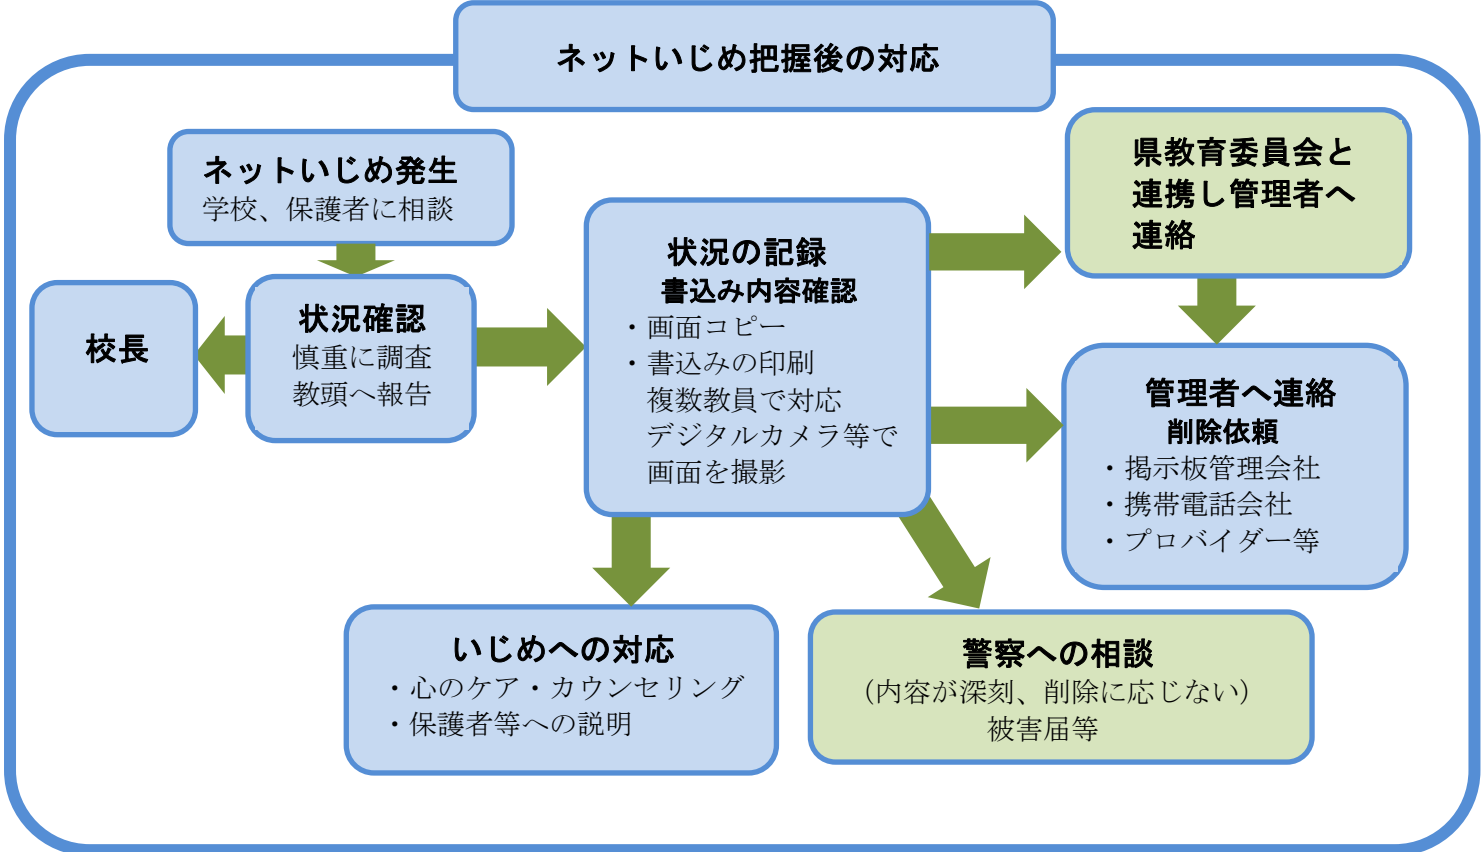 ネットいじめ把握後の対応
ネットいじめ発生
学校、保護者に相談
校長
状況確認
慎重に調査
教頭へ報告
状況の記録
書込み内容確認
・画面コピー
・書込みの印刷
複数教員で対応
デジタルカメラ等で
画面を撮影
県教育委員会と
連携し管理者へ
連絡
管理者へ連絡
削除依頼
・掲示板管理会社
・携帯電話会社
・プロバイダー等
いじめへの対応
・心のケア・カウンセリング
・保護者等への説明
警察への相談
（内容が深刻、削除に応じない）
被害届等